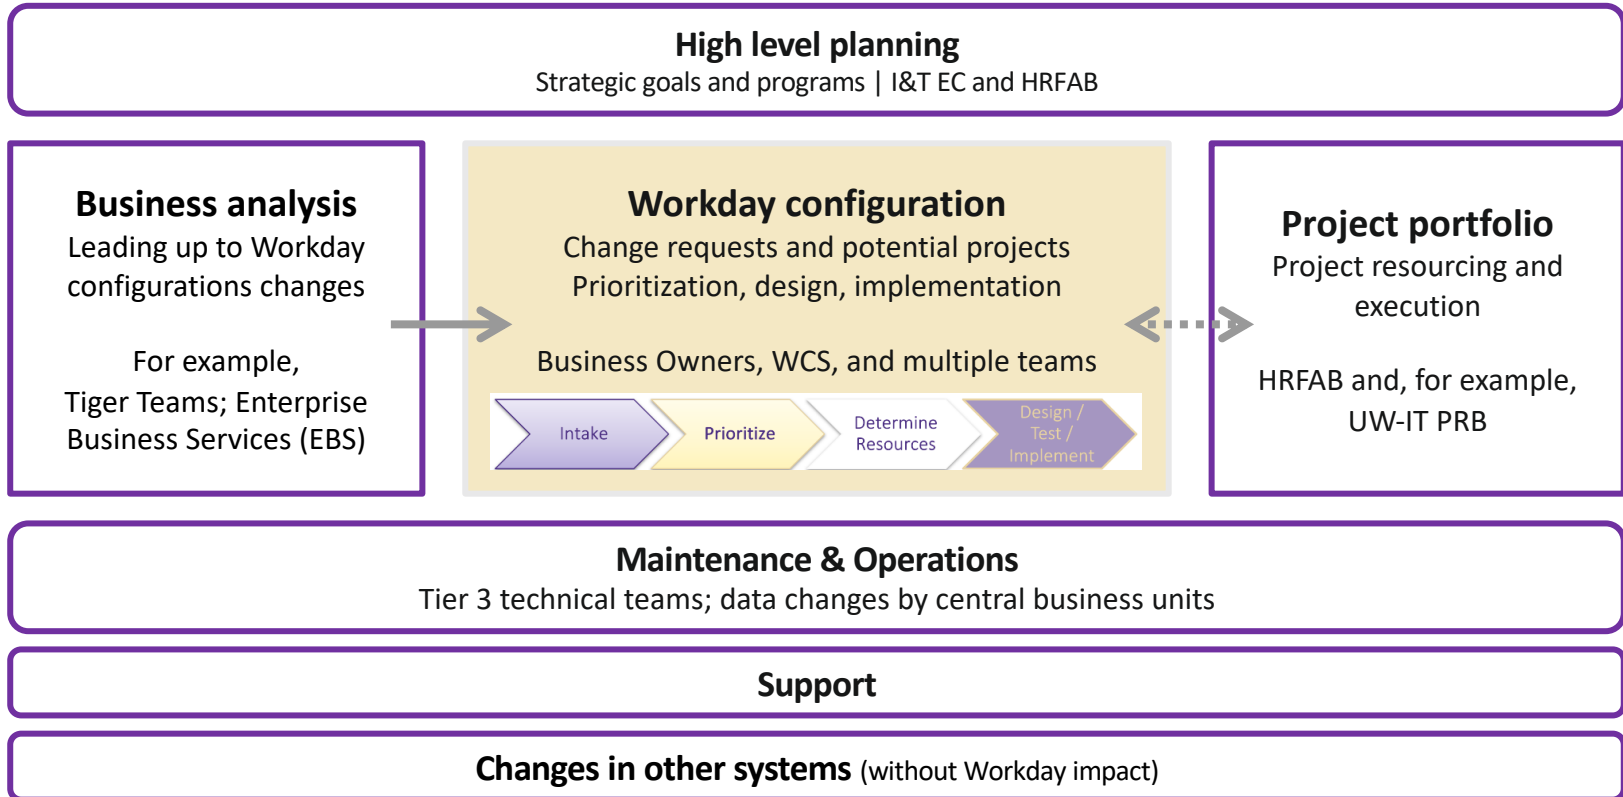 High level planning
Strategic goals and programs | I&T EC and HRFAB
Business analysis
Leading up to Workday
configurations changes
For example,
Tiger Teams; Enterprise
Business Services (EBS)
Workday configuration
Change requests and potential projects
Prioritization, design, implementation
Business Owners, WCS, and multiple teams
Intake
Prioritize
Determine
Resources
Design /
Test /
Implement
Project portfolio
Project resourcing and
execution
HRFAB and, for example,
UW-IT PRB
Maintenance & Operations
Tier 3 technical teams; data changes by central business units
Support
Changes in other systems (without Workday impact)